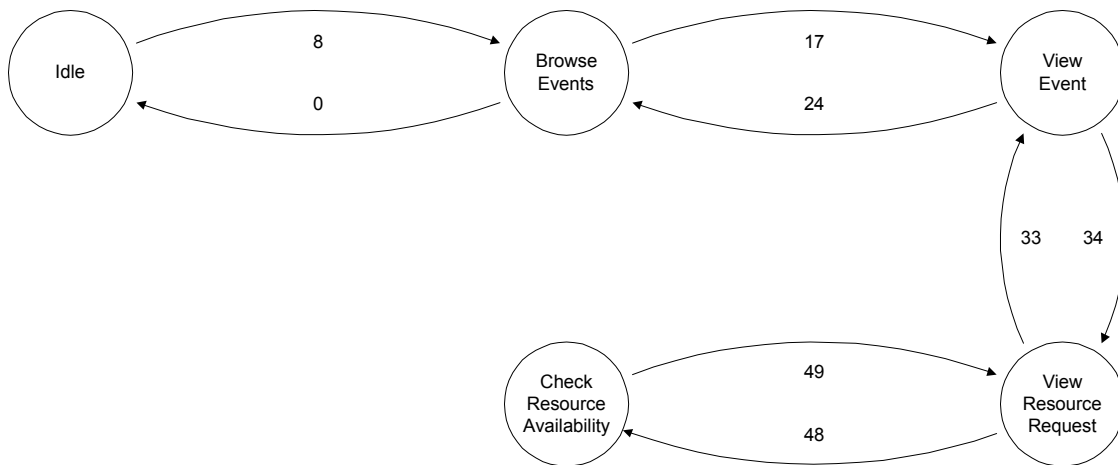 Idle
8
0
Browse
Events
17
24
View
Event
33
34
Check
Resource
Availability
49
48
View
Resource
Request